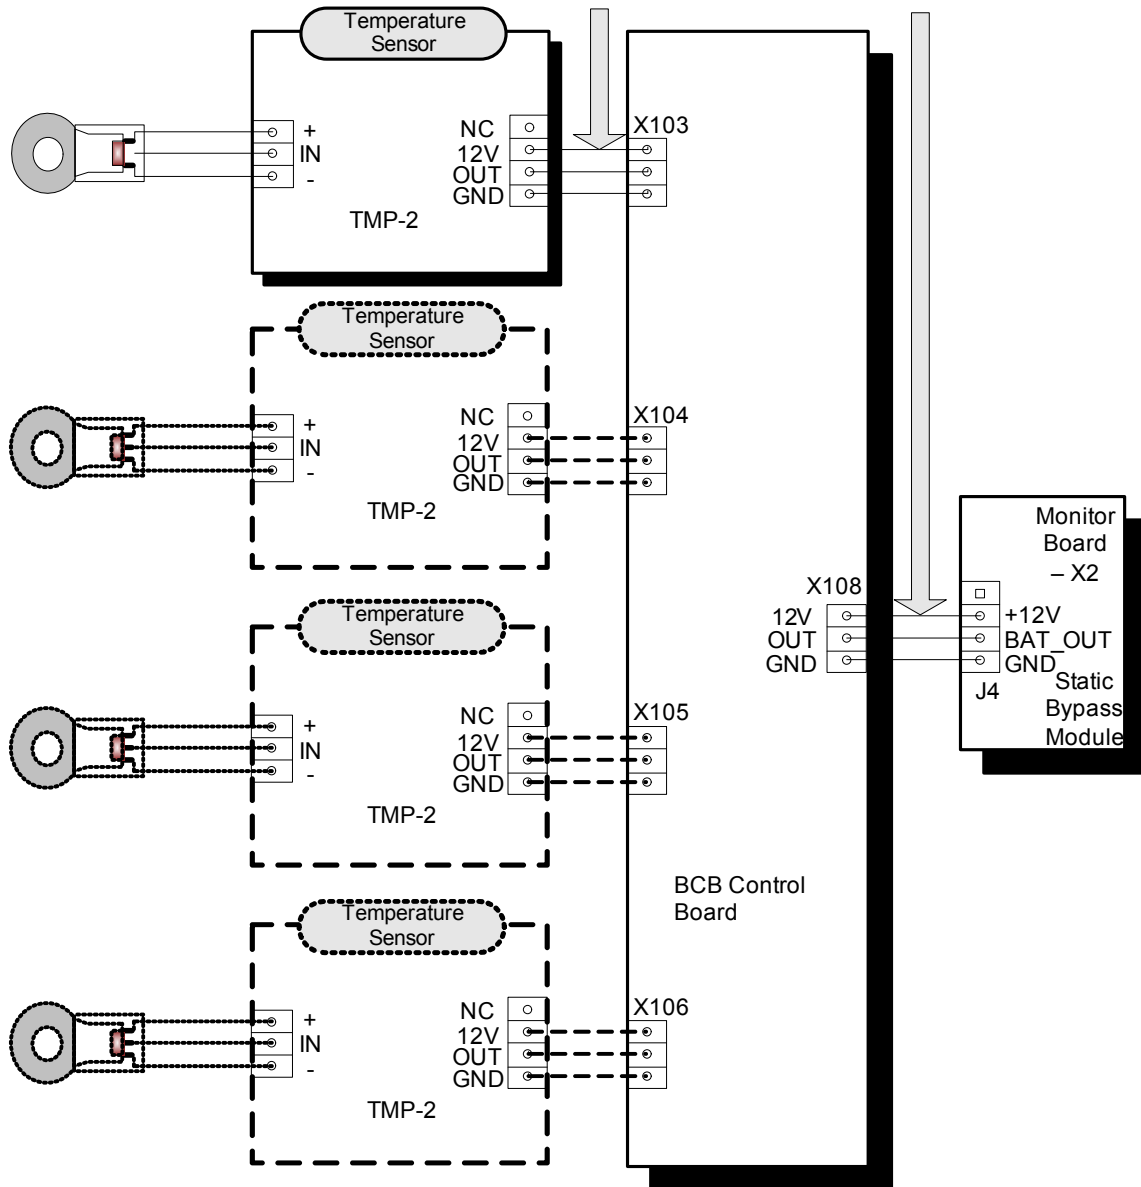 Temperature
Sensor
+
IN
-
NC
12V
OUT
GND
TMP-2
X103
Temperature
Sensor
+
IN
-
NC
12V
OUT
GND
TMP-2
X104
Temperature
Sensor
+
IN
-
NC
12V
OUT
GND
TMP-2
X105
Temperature
Sensor
+
IN
-
NC
12V
OUT
GND
TMP-2
X106
BCB Control
Board
X108
12V
OUT
GND
Monitor
Board
– X2
+12V
BAT_OUT
GND
J4
Static
Bypass
Module